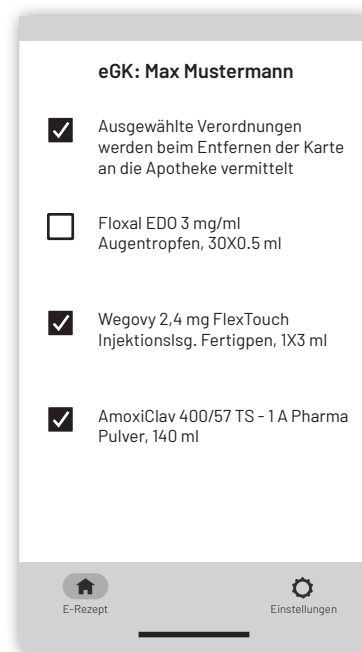 eGK: Max Mustermann
Ausgewählte Verordnungen
werden beim Entfernen der Karte
an die Apotheke vermittelt
Floxal EDO 3 mg/ml
Augentropfen, 30X0.5 ml
Wegovy 2,4 mg FlexTouch
Injektionslsg. Fertigpen, 1X3 ml
AmoxiClav 400/57 TS - 1 A Pharma
Pulver, 140 ml
E-Rezept
Einstellungen